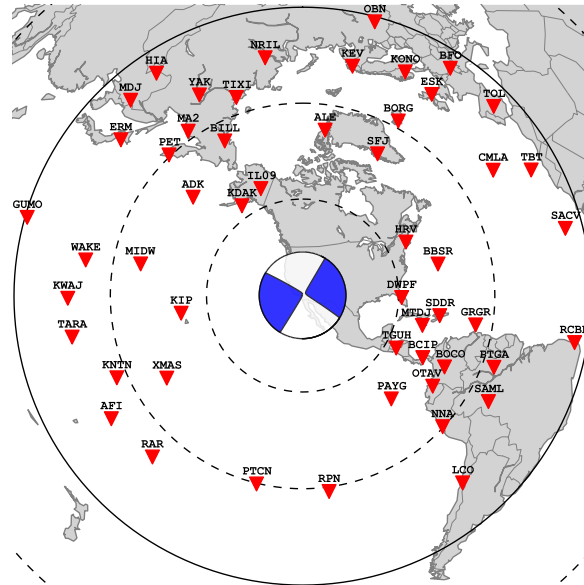 OBN
NRIL
KEV
KONO
BFO
HIA
YAK
TIXI
ESK
MDJ
TOL
BORG
ERM
MA2
BILL
ALE
PET
SFJ
CMLA
TBT
ADK
IL09
KDAK
GUMO
SACV
HRV
WAKE
MIDW
BBSR
KWAJ
DWPF
KIP
MTDJ
SDDR
GRGR
TARA
TGUH
BCIP
RCBR
KNTN
XMAS
BOCO
PTGA
OTAV
PAYG
SAML
AFI
NNA
RAR
PTCN
RPN
LCO